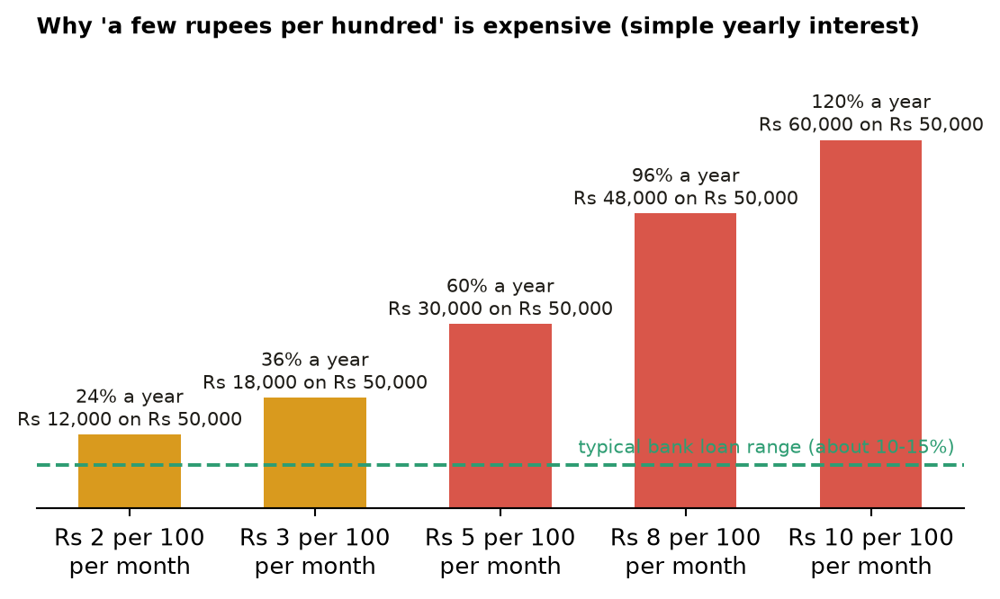 Why 'a few rupees per hundred' is expensive (simple yearly interest)
24% a year
Rs 12,000 on Rs 50,000
36% a year
Rs 18,000 on Rs 50,000
60% a year
Rs 30,000 on Rs 50,000
96% a year
Rs 48,000 on Rs 50,000
120% a year
Rs 60,000 on Rs 50,000
typical bank loan range (about 10-15%)
Rs 2 per 100
per month
Rs 3 per 100
per month
Rs 5 per 100
per month
Rs 8 per 100
per month
Rs 10 per 100
per month